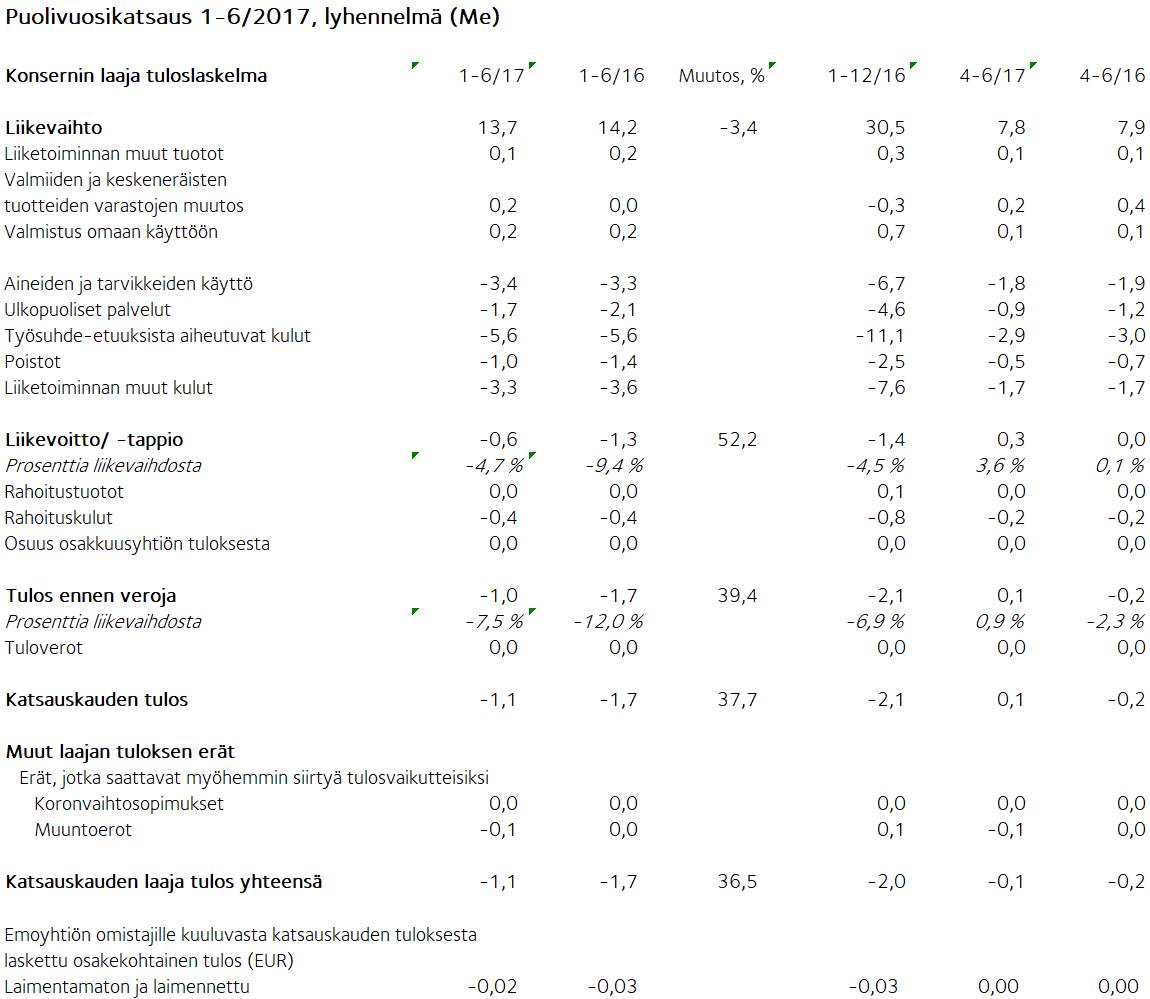 Puolivuosikatsaus 1-6/2017, lyhennelmä (Me)
Konsernin laaja tuloslaskelma 1-6/17 1-6/16 Muutos, % 1-12/16 4-6/17 4-6/16
Liikevaihto 13,7 14,2 -3,4 30,5 7,8 7,9
Liiketoiminnan muut tuotot 0,1 0,2 0,3 0,1 0,1
Valmiiden ja keskeneräisten
tuotteiden varastojen muutos 0,2 0,0 -0,3 0,2 0,4
Valmistus omaan käyttöön 0,2 0,2 0,7 0,1 0,1
Aineiden ja tarvikkeiden käyttö -3,4 -3,3 -6,7 -1,8 -1,9
Ulkopuoliset palvelut -1,7 -2,1 -4,6 -0,9 -1,2
Työsuhde-etuuksista aiheutuvat kulut -5,6 -5,6 -11,1 -2,9 -3,0
Poistot -1,0 -1,4 -2,5 -0,5 -0,7
Liiketoiminnan muut kulut -3,3 -3,6 -7,6 -1,7 -1,7
Liikevoitto/ -tappio -0,6 -1,3 52,2 -1,4 0,3 0,0
Prosenttia liikevaihdosta -4,7 % -9,4 % -4,5 % 3,6 % 0,1 %
Rahoitustuotot 0,0 0,0 0,1 0,0 0,0
Rahoituskulut -0,4 -0,4 -0,8 -0,2 -0,2
Osuus osakkuusyhtiön tuloksesta 0,0 0,0 0,0 0,0 0,0
Tulos ennen veroja -1,0 -1,7 39,4 -2,1 0,1 -0,2
Prosenttia liikevaihdosta -7,5 % -12,0 % -6,9 % 0,9 % -2,3 %
Tuloverot 0,0 0,0 0,0 0,0 0,0
Katsauskauden tulos -1,1 -1,7 37,7 -2,1 0,1 -0,2
Muut laajan tuloksen erät
Erät, jotka saattavat myöhemmin siirtyä tulosvaikutteisiksi
Koronvaihtosopimukset 0,0 0,0 0,0 0,0 0,0
Muuntoerot -0,1 0,0 0,1 -0,1 0,0
Katsauskauden laaja tulos yhteensä -1,1 -1,7 36,5 -2,0 -0,1 -0,2
Emoyhtiön omistajille kuuluvasta katsauskauden tuloksesta
laskettu osakekohtainen tulos (EUR)
Laimentamaton ja laimennettu -0,02 -0,03 -0,03 0,00 0,00